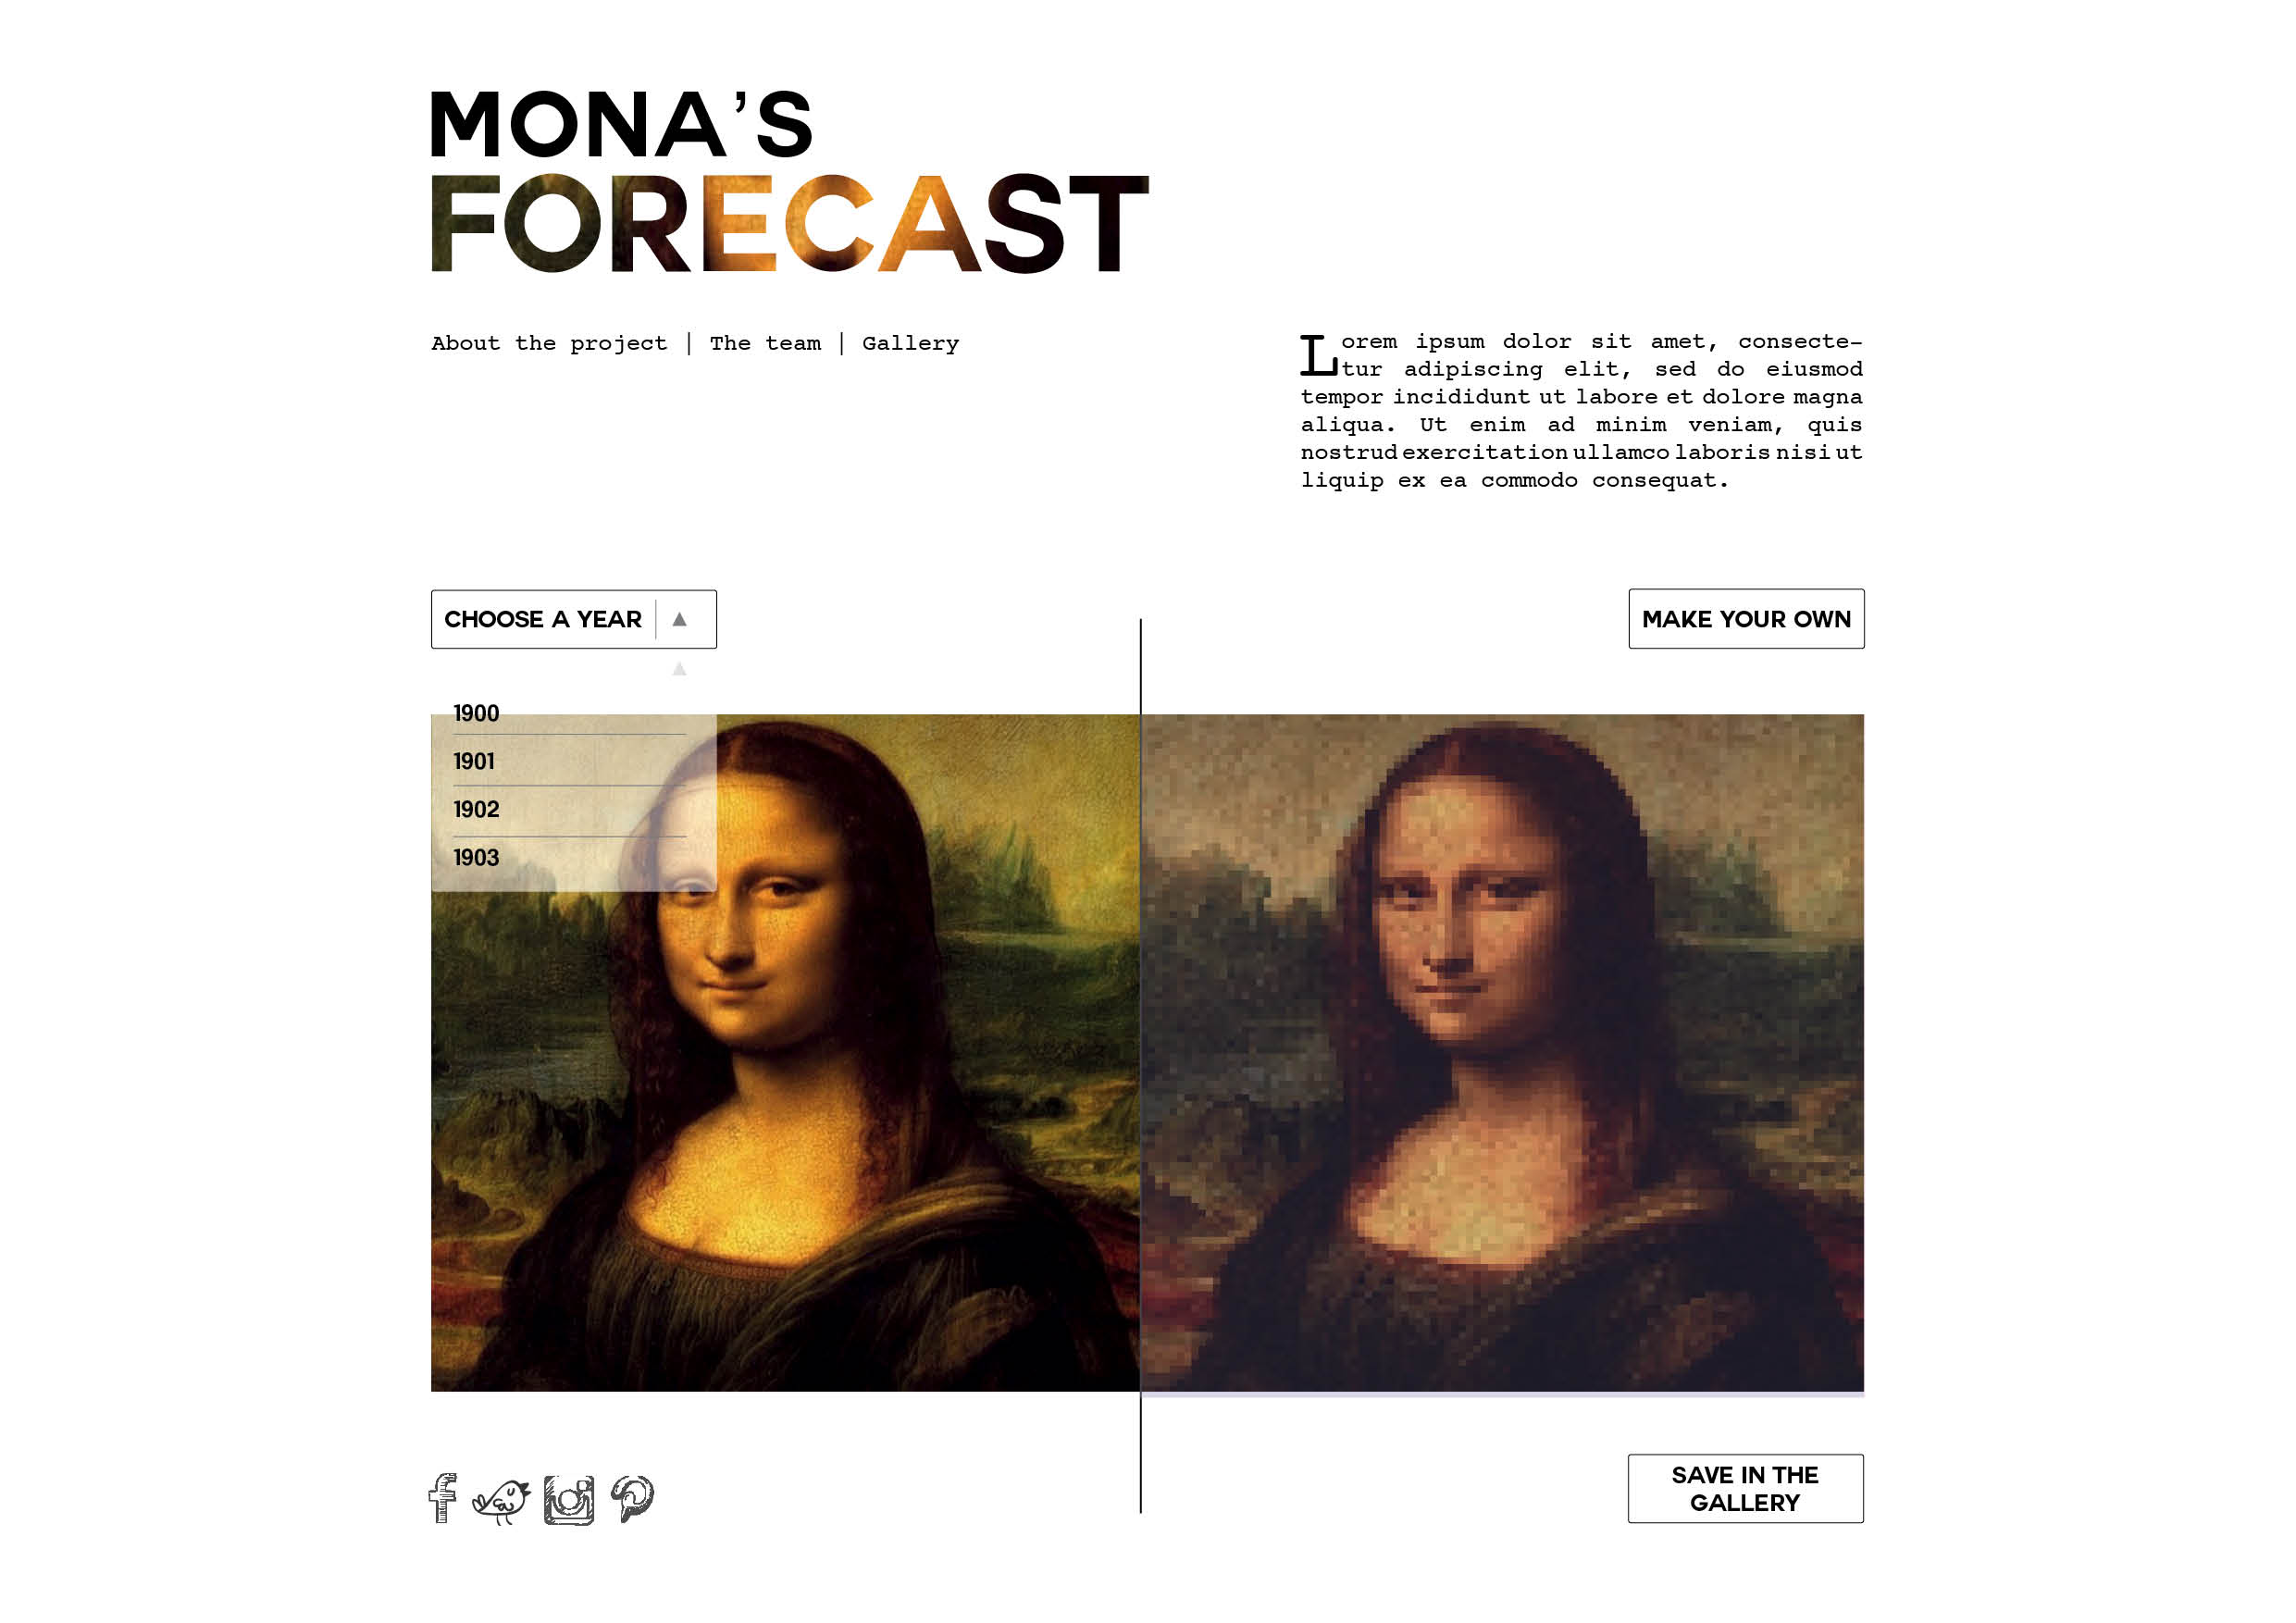 MONA’S
FORECAST
About the project | The team | Gallery
Lorem ipsum dolor sit amet, consecte-
tur adipiscing elit, sed do eiusmod
tempor incididunt ut labore et dolore magna
aliqua. Ut enim ad minim veniam, quis
nostrud exercitation ullamco laboris nisi ut
liquip ex ea commodo consequat.
CHOOSE A YEAR
MAKE YOUR OWN
1900
1901
1902
1903
SAVE IN THE
GALLERY